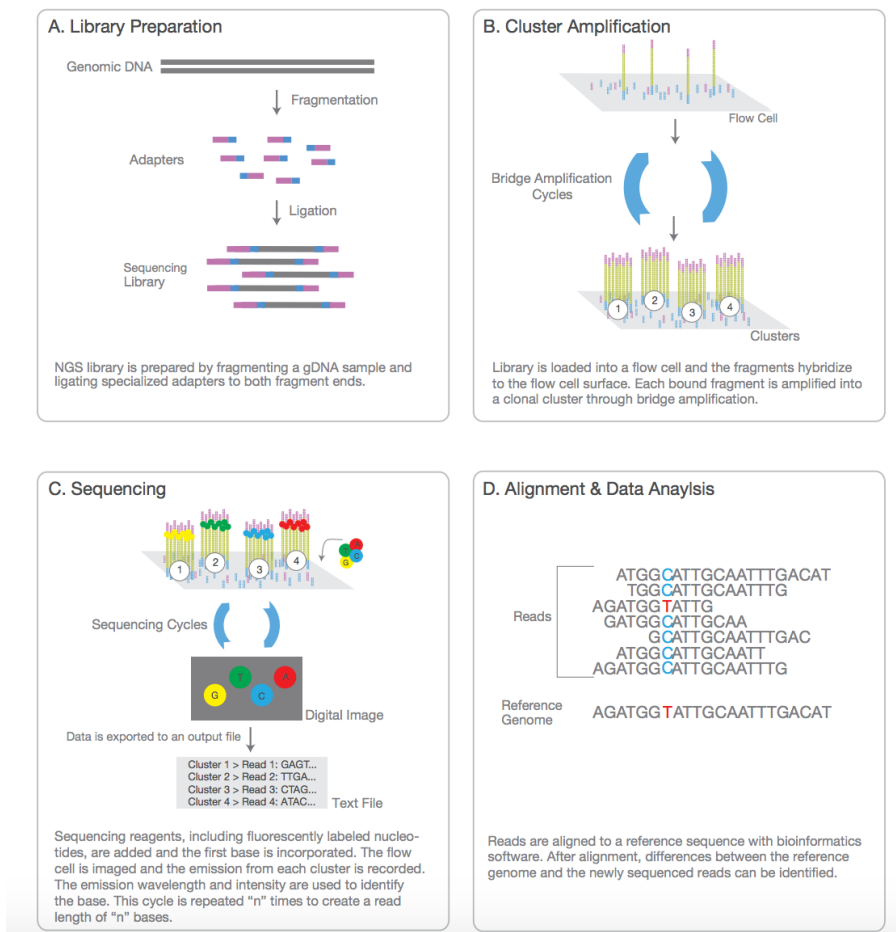 A. Library Preparation
Genomic DNA
Fragmentation
Adapters
Ligation
Sequencing
Library
NGS library is prepared by fragmenting a gDNA sample and
ligating specialized adapters to both fragment ends.
B. Cluster Amplification
Flow Cell
Bridge Amplification
Cycles
1
2
3
4
Clusters
Library is loaded into a flow cell and the fragments hybridize
to the flow cell surface. Each bound fragment is amplified into
a clonal cluster through bridge amplification.
C. Sequencing
1
2
3
4
T
A
G
C
Sequencing Cycles
T
A
G
C
Digital Image
Data is exported to an output file
Cluster 1 > Read 1: GAGT...
Cluster 2 > Read 2: TTGA...
Cluster 3 > Read 3: CTAG...
Cluster 4 > Read 4: ATAC...
Text File
Sequencing reagents, including fluorescently labeled nucleo-
tides, are added and the first base is incorporated. The flow
cell is imaged and the emission from each cluster is recorded.
The emission wavelength and intensity are used to identify
the base. This cycle is repeated “n” times to create a read
length of “n” bases.
D. Alignment & Data Anaylsis
Reads
ATGGCATTGCAATTTGACAT
TGGCATTGCAATTTG
AGATGGTATTG
GATGGCATTGCAA
GCATTGCAATTTGAC
ATGGCATTGCAATT
AGATGGCATTGCAATTTG
Reference
Genome
AGATGGTATTGCAATTTGACAT
Reads are aligned to a reference sequence with bioinformatics
software. After alignment, differences between the reference
genome and the newly sequenced reads can be identified.